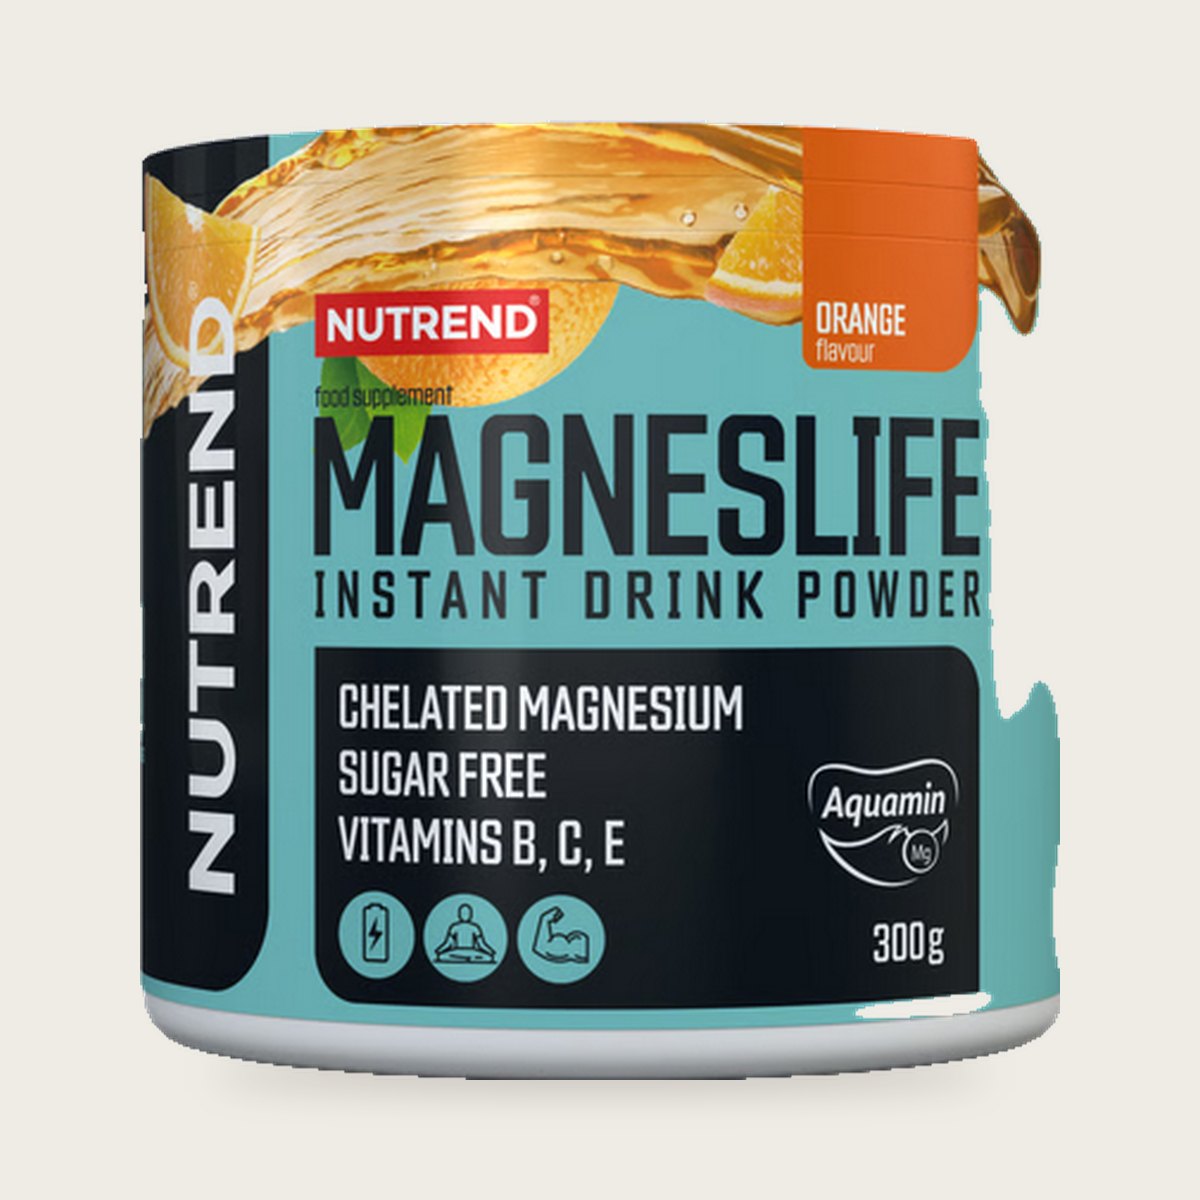 NUTREND®
NUTREND®
ORANGE
flavour
food supplement
MAGNESLIFE
INSTANT DRINK POWDER
CHELATED MAGNESIUM
SUGAR FREE
VITAMINS B, C, E
Aquamin
Mg
300g